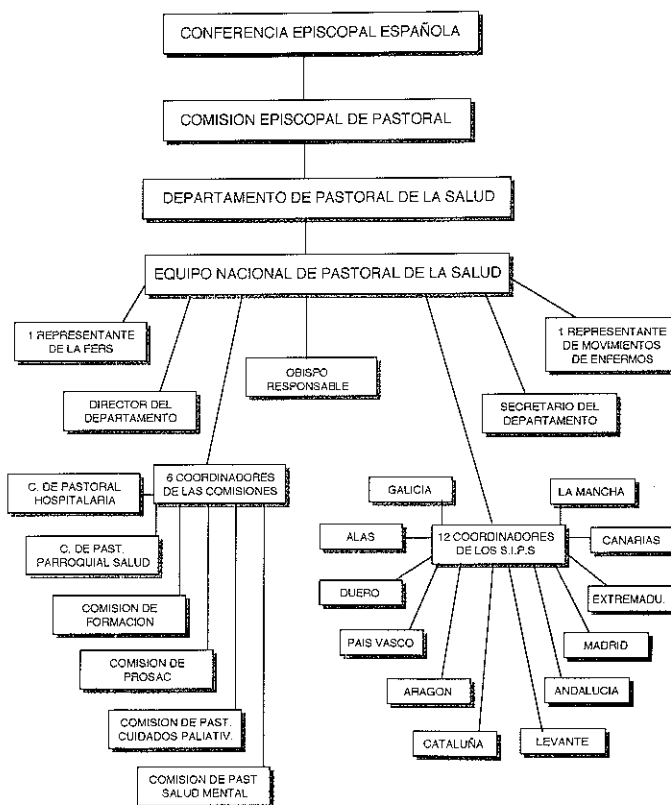 CONFERENCIA EPISCOPAL ESPAÑOLA
COMISION EPISCOPAL DE PASTORAL
DEPARTAMENTO DE PASTORAL DE LA SALUD
EQUIPO NACIONAL DE PASTORAL DE LA SALUD
1 REPRESENTANTE
DE LA FERS
DIRECTOR DEL
DEPARTAMENTO
OBISPO
RESPONSABLE
SECRETARIO DEL
DEPARTAMENTO
1 REPRESENTANTE
DE MOVIMIENTOS
DE ENFERMOS
6 COORDINADORES
DE LAS COMISIONES
C. DE PASTORAL
HOSPITALARIA
C. DE PAST.
PARROQUIAL SALUD
COMISION DE
FORMACION
COMISION DE
PROSAC
COMISION DE PAST.
CUIDADOS PALIATIV.
COMISION DE PAST
SALUD MENTAL
12 COORDINADORES
DE LOS S.I.P.S
GALICIA
ALAS
DUERO
PAIS VASCO
ARAGON
CATALUÑA
LEVANTE
ANDALUCIA
MADRID
EXTREMADU.
CANARIAS
LA MANCHA